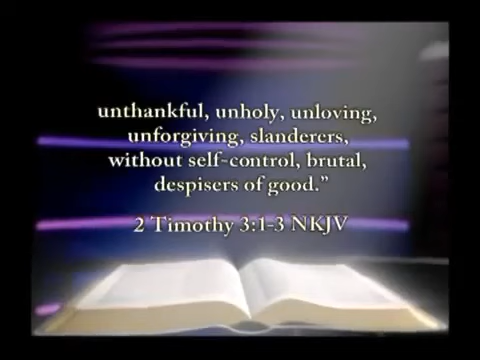 unthankful, unholy, unloving,
unforgiving, slanderers,
without self-control, brutal,
despisers of good.”
2 Timothy 3:1-3 NKJV